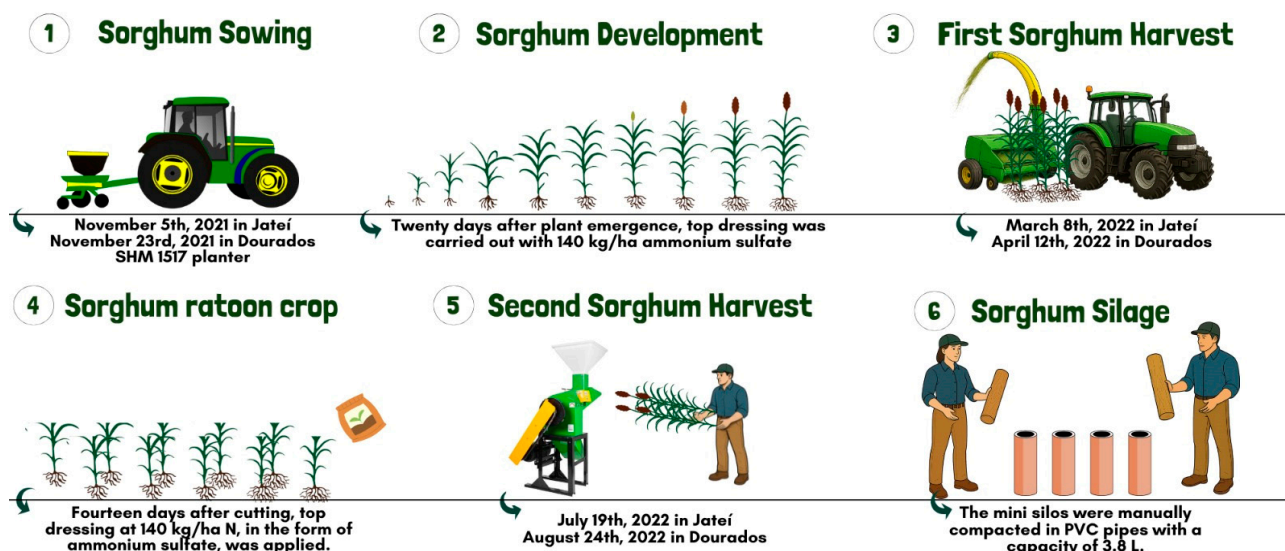 1 Sorghum Sowing
November 5th, 2021 in Jateí
November 23rd, 2021 in Dourados
SHM 1517 planter
2 Sorghum Development
Twenty days after plant emergence, top dressing was
carried out with 140 kg/ha ammonium sulfate
3 First Sorghum Harvest
March 8th, 2022 in Jateí
April 12th, 2022 in Dourados
4 Sorghum ratoon crop
Fourteen days after cutting, top
dressing at 140 kg/ha N, in the form of
ammonium sulfate, was applied.
5 Second Sorghum Harvest
July 19th, 2022 in Jateí
August 24th, 2022 in Dourados
6 Sorghum Silage
The mini silos were manually
compacted in PVC pipes with a
capacity of 3.8 L.